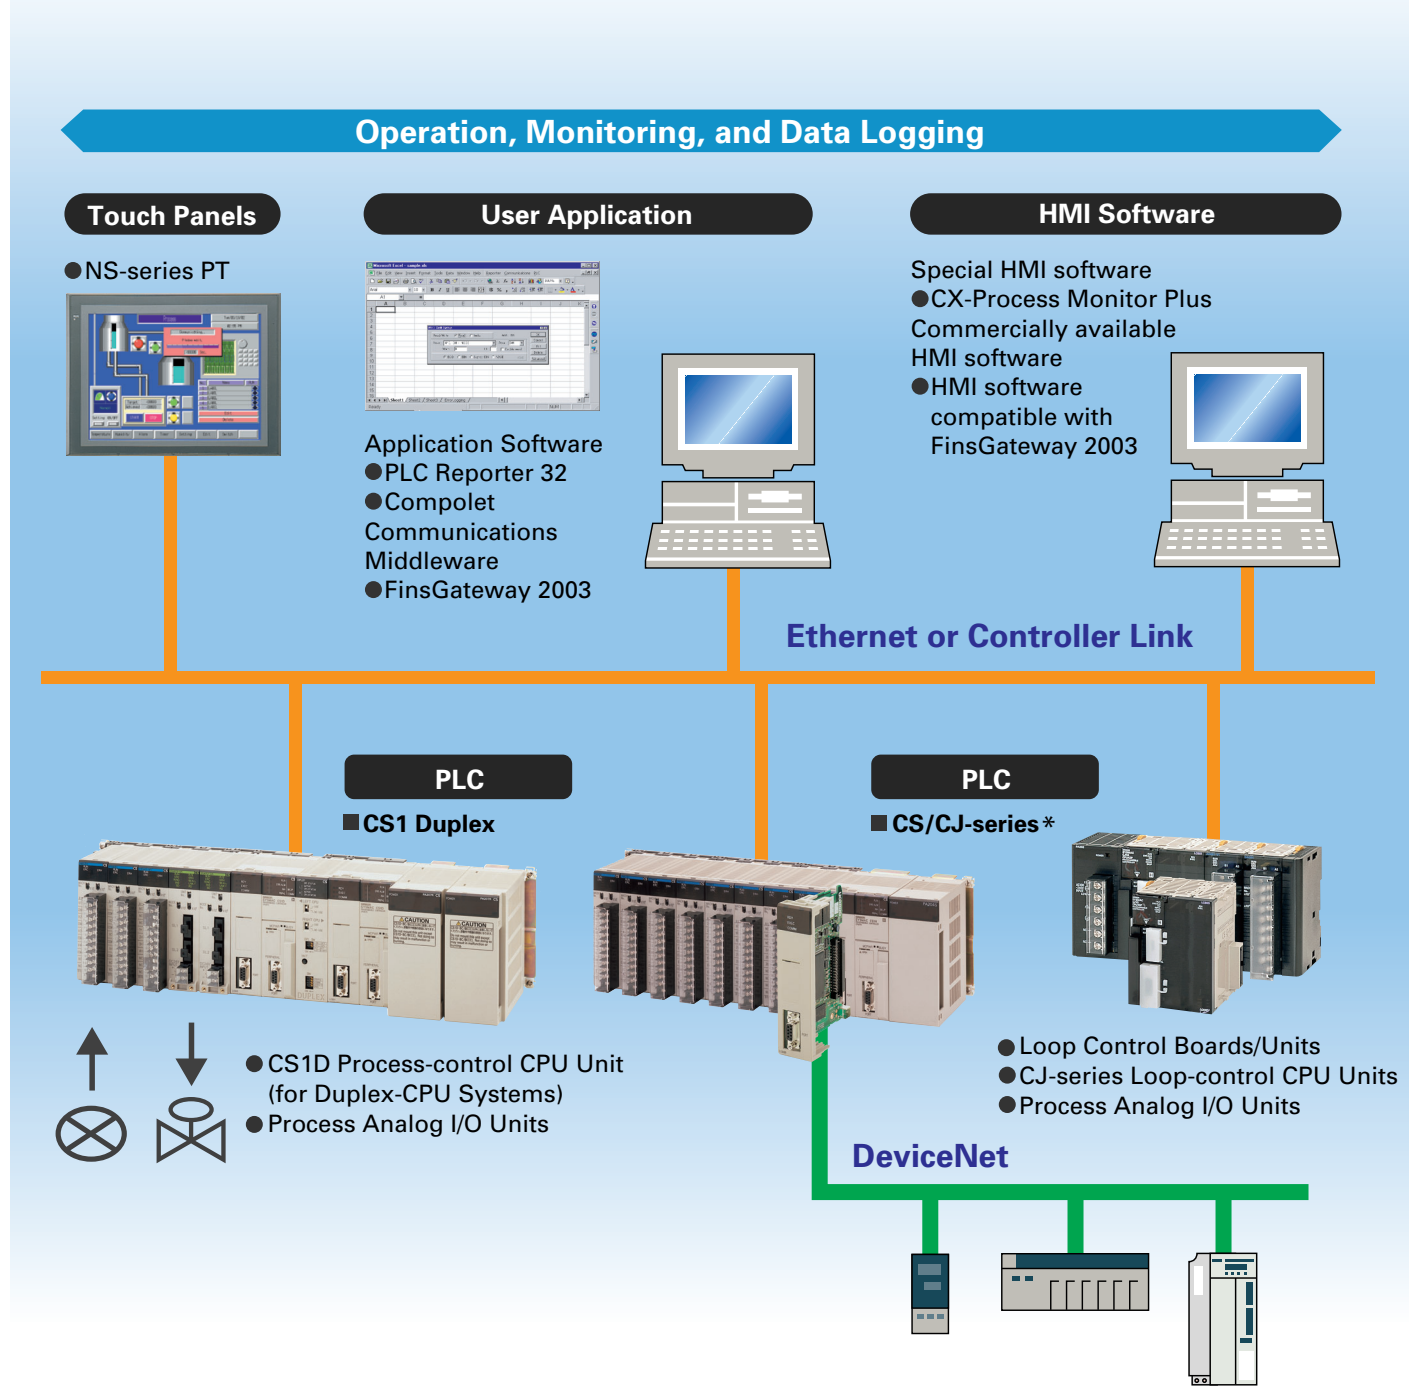 Operation, Monitoring, and Data Logging
Touch Panels
●NS-series PT
User Application
Application Software
●PLC Reporter 32
●Compolet
Communications
Middleware
●FinsGateway 2003
HMI Software
Special HMI software
●CX-Process Monitor Plus
Commercially available
HMI software
●HMI software
compatible with
FinsGateway 2003
Ethernet or Controller Link
PLC
■CS1 Duplex
PLC
■CS/CJ-series*
CAUTION
CAUTION
DUPLEX
●CS1D Process-control CPU Unit
(for Duplex-CPU Systems)
●Process Analog I/O Units
●Loop Control Boards/Units
●CJ-series Loop-control CPU Units
●Process Analog I/O Units
DeviceNet